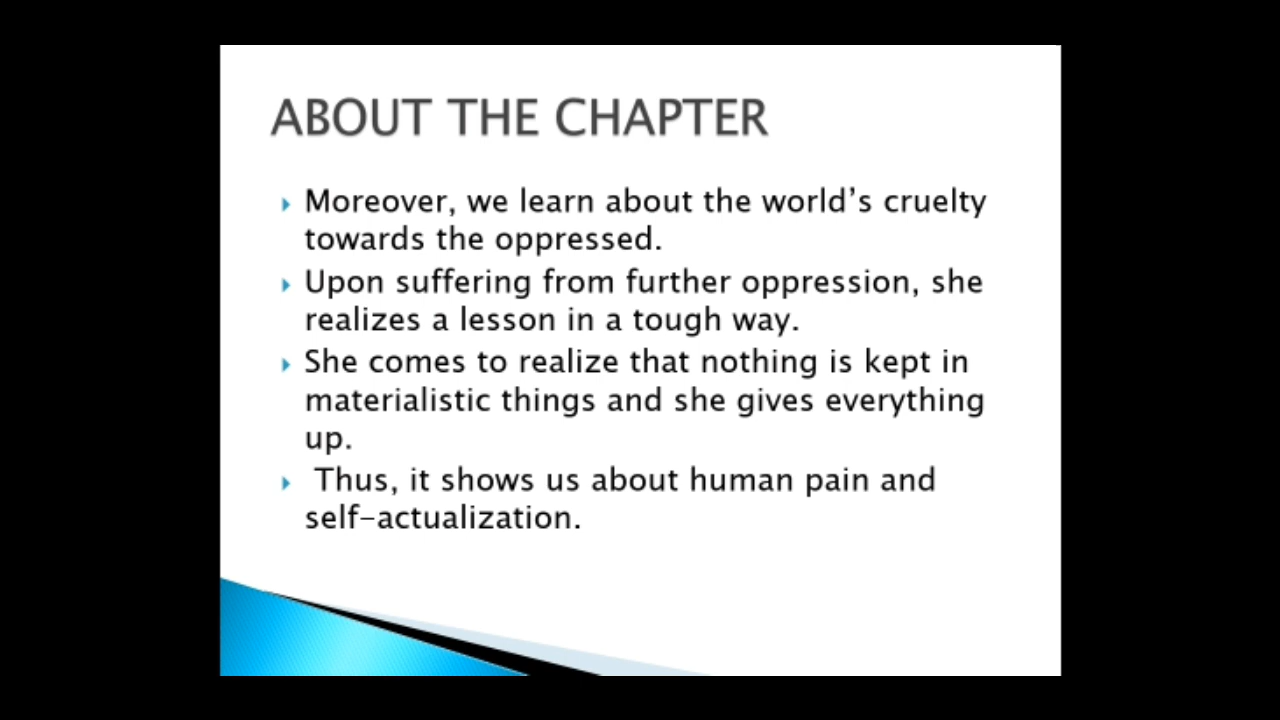 ABOUT THE CHAPTER
Moreover, we learn about the world’s cruelty
towards the oppressed.
Upon suffering from further oppression, she
realizes a lesson in a tough way.
She comes to realize that nothing is kept in
materialistic things and she gives everything
up.
Thus, it shows us about human pain and
self-actualization.